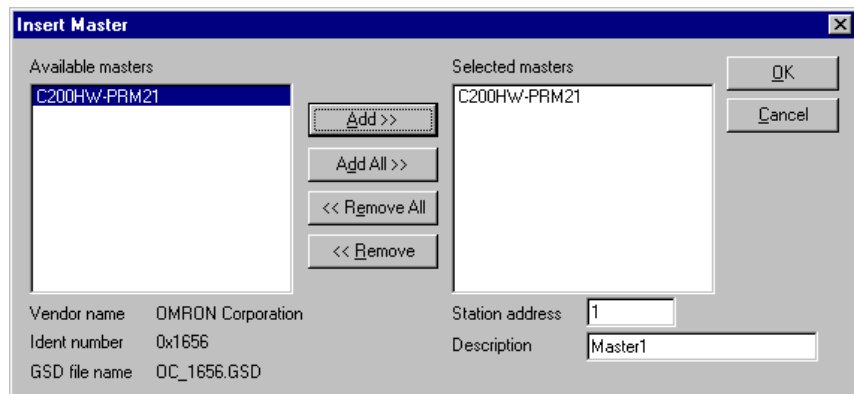 Insert Master
Available masters
C200HW-PRM21
Add >>
Add All >>
<< Remove All
<< Remove
Selected masters
C200HW-PRM21
OK
Cancel
Vendor name OMRON Corporation
Ident number 0x1656
GSD file name OC_1656.GSD
Station address 1
Description Master1